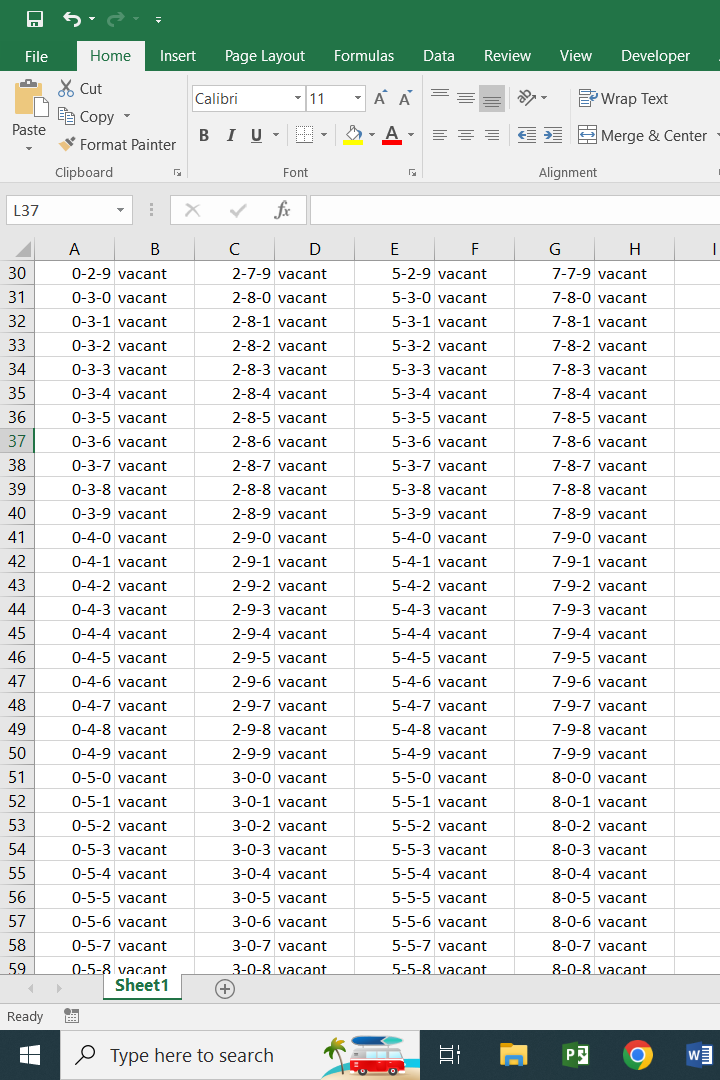 File Home Insert Page Layout Formulas Data Review View Developer
Paste Cut Copy Format Painter Clipboard
Calibri 11 A A B I U A Font
Wrap Text Merge & Center Alignment
L37 fx
A B C D E F G H I
30 0-2-9 vacant 2-7-9 vacant 5-2-9 vacant 7-7-9 vacant
31 0-3-0 vacant 2-8-0 vacant 5-3-0 vacant 7-8-0 vacant
32 0-3-1 vacant 2-8-1 vacant 5-3-1 vacant 7-8-1 vacant
33 0-3-2 vacant 2-8-2 vacant 5-3-2 vacant 7-8-2 vacant
34 0-3-3 vacant 2-8-3 vacant 5-3-3 vacant 7-8-3 vacant
35 0-3-4 vacant 2-8-4 vacant 5-3-4 vacant 7-8-4 vacant
36 0-3-5 vacant 2-8-5 vacant 5-3-5 vacant 7-8-5 vacant
37 0-3-6 vacant 2-8-6 vacant 5-3-6 vacant 7-8-6 vacant
38 0-3-7 vacant 2-8-7 vacant 5-3-7 vacant 7-8-7 vacant
39 0-3-8 vacant 2-8-8 vacant 5-3-8 vacant 7-8-8 vacant
40 0-3-9 vacant 2-8-9 vacant 5-3-9 vacant 7-8-9 vacant
41 0-4-0 vacant 2-9-0 vacant 5-4-0 vacant 7-9-0 vacant
42 0-4-1 vacant 2-9-1 vacant 5-4-1 vacant 7-9-1 vacant
43 0-4-2 vacant 2-9-2 vacant 5-4-2 vacant 7-9-2 vacant
44 0-4-3 vacant 2-9-3 vacant 5-4-3 vacant 7-9-3 vacant
45 0-4-4 vacant 2-9-4 vacant 5-4-4 vacant 7-9-4 vacant
46 0-4-5 vacant 2-9-5 vacant 5-4-5 vacant 7-9-5 vacant
47 0-4-6 vacant 2-9-6 vacant 5-4-6 vacant 7-9-6 vacant
48 0-4-7 vacant 2-9-7 vacant 5-4-7 vacant 7-9-7 vacant
49 0-4-8 vacant 2-9-8 vacant 5-4-8 vacant 7-9-8 vacant
50 0-4-9 vacant 2-9-9 vacant 5-4-9 vacant 7-9-9 vacant
51 0-5-0 vacant 3-0-0 vacant 5-5-0 vacant 8-0-0 vacant
52 0-5-1 vacant 3-0-1 vacant 5-5-1 vacant 8-0-1 vacant
53 0-5-2 vacant 3-0-2 vacant 5-5-2 vacant 8-0-2 vacant
54 0-5-3 vacant 3-0-3 vacant 5-5-3 vacant 8-0-3 vacant
55 0-5-4 vacant 3-0-4 vacant 5-5-4 vacant 8-0-4 vacant
56 0-5-5 vacant 3-0-5 vacant 5-5-5 vacant 8-0-5 vacant
57 0-5-6 vacant 3-0-6 vacant 5-5-6 vacant 8-0-6 vacant
58 0-5-7 vacant 3-0-7 vacant 5-5-7 vacant 8-0-7 vacant
59 0-5-8 vacant 3-0-8 vacant 5-5-8 vacant 8-0-8 vacant
Sheet1
Ready
Type here to search